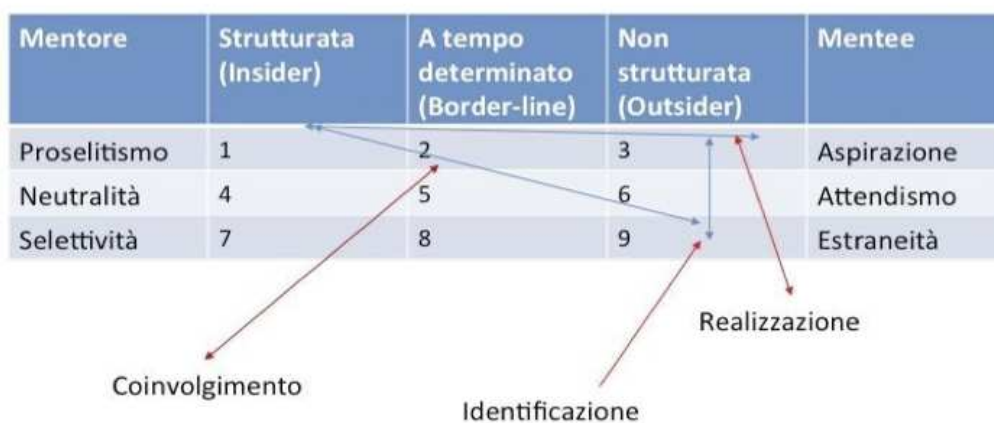 Mentore Strutturata (Insider) A tempo determinato (Border-line) Non strutturata (Outsider) Mentee
Proselitismo 1 2 3 Aspirazione
Neutralità 4 5 6 Attendismo
Selettività 7 8 9 Estraneità
Realizzazione
Coinvolgimento
Identificazione